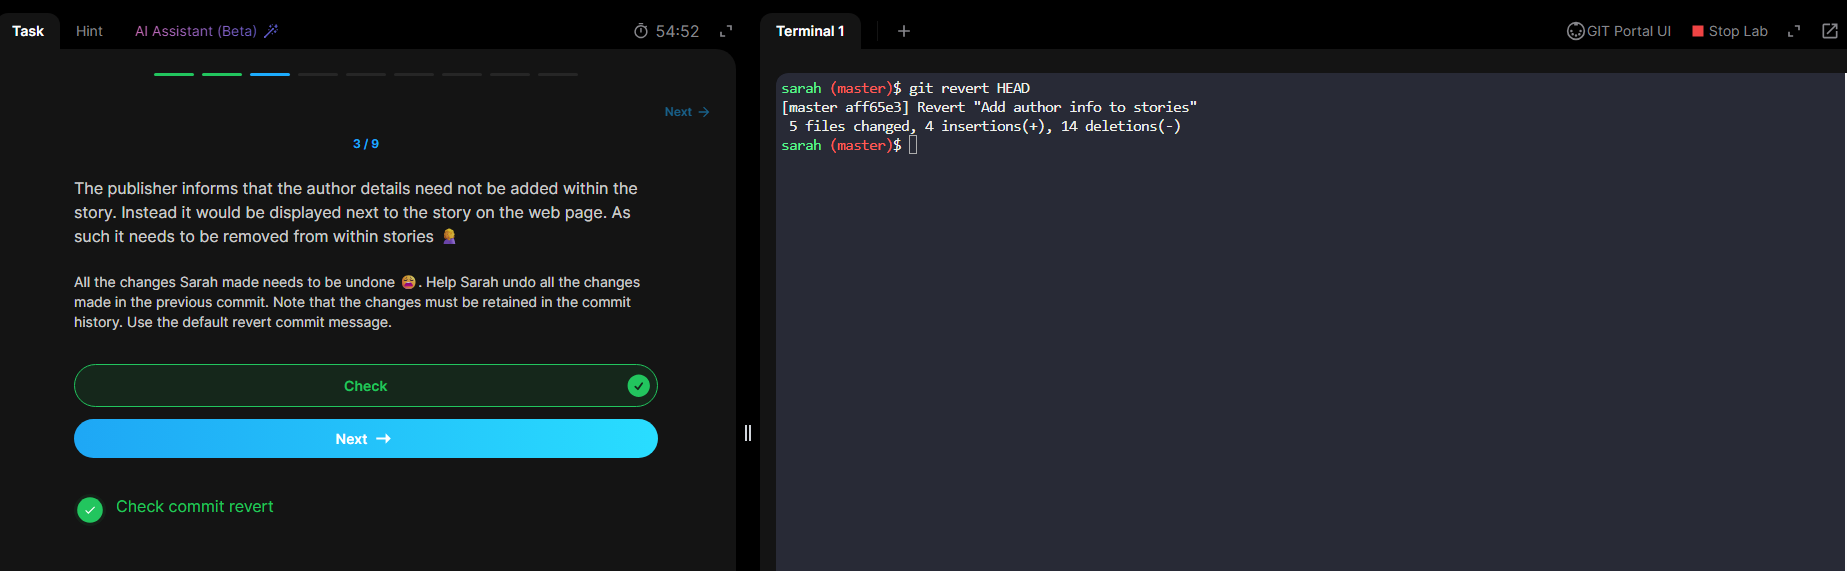 Task
Hint
AI Assistant (Beta)
54:52
Next →
3 / 9
The publisher informs that the author details need not be added within the
story. Instead it would be displayed next to the story on the web page. As
such it needs to be removed from within stories 🤦‍♀️
All the changes Sarah made needs to be undone 😩. Help Sarah undo all the changes
made in the previous commit. Note that the changes must be retained in the commit
history. Use the default revert commit message.
Check
Next →
Check commit revert
Terminal 1
+
GIT Portal UI
Stop Lab
sarah (master)$ git revert HEAD
[master aff65e3] Revert "Add author info to stories"
5 files changed, 4 insertions(+), 14 deletions(-)
sarah (master)$